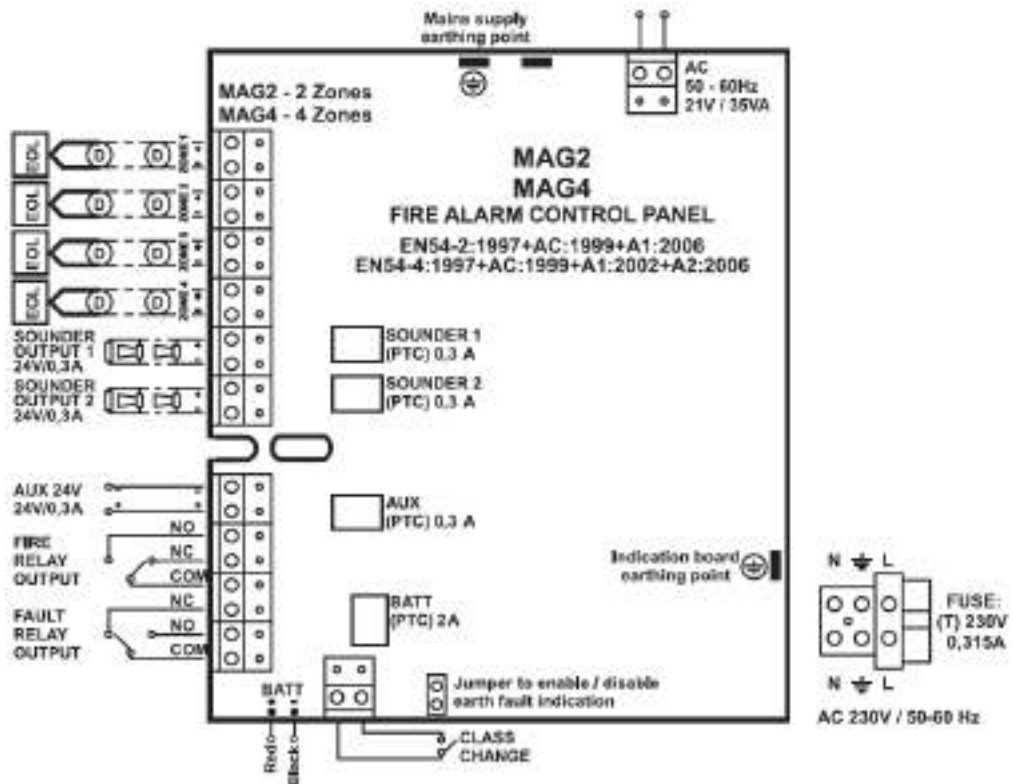 Mains supply
earthing point
AC
50 - 60Hz
21V / 35VA
MAG2 - 2 Zones
MAG4 - 4 Zones
MAG2
MAG4
FIRE ALARM CONTROL PANEL
EN54-2:1997+AC:1999+A1:2006
EN54-4:1997+AC:1999+A1:2002+A2:2006
EOL D D ZONE 1
EOL D D
EOL D D
EOL D D ZONE 4
SOUNDER
OUTPUT 1
24V/0,3A
SOUNDER
OUTPUT 2
24V/0,3A
SOUNDER 1
(PTC) 0,3 A
SOUNDER 2
(PTC) 0,3 A
AUX 24V
24V/0,3A
AUX
(PTC) 0,3 A
FIRE
RELAY
OUTPUT
NO
NC
COM
FAULT
RELAY
OUTPUT
NC
NO
COM
BATT
(PTC) 2A
Indication board
earthing point
N L
FUSE:
(T) 230V
0,315A
N L
AC 230V / 50-60 Hz
BATT
Red
Black
Jumper to enable / disable
earth fault indication
CLASS
CHANGE